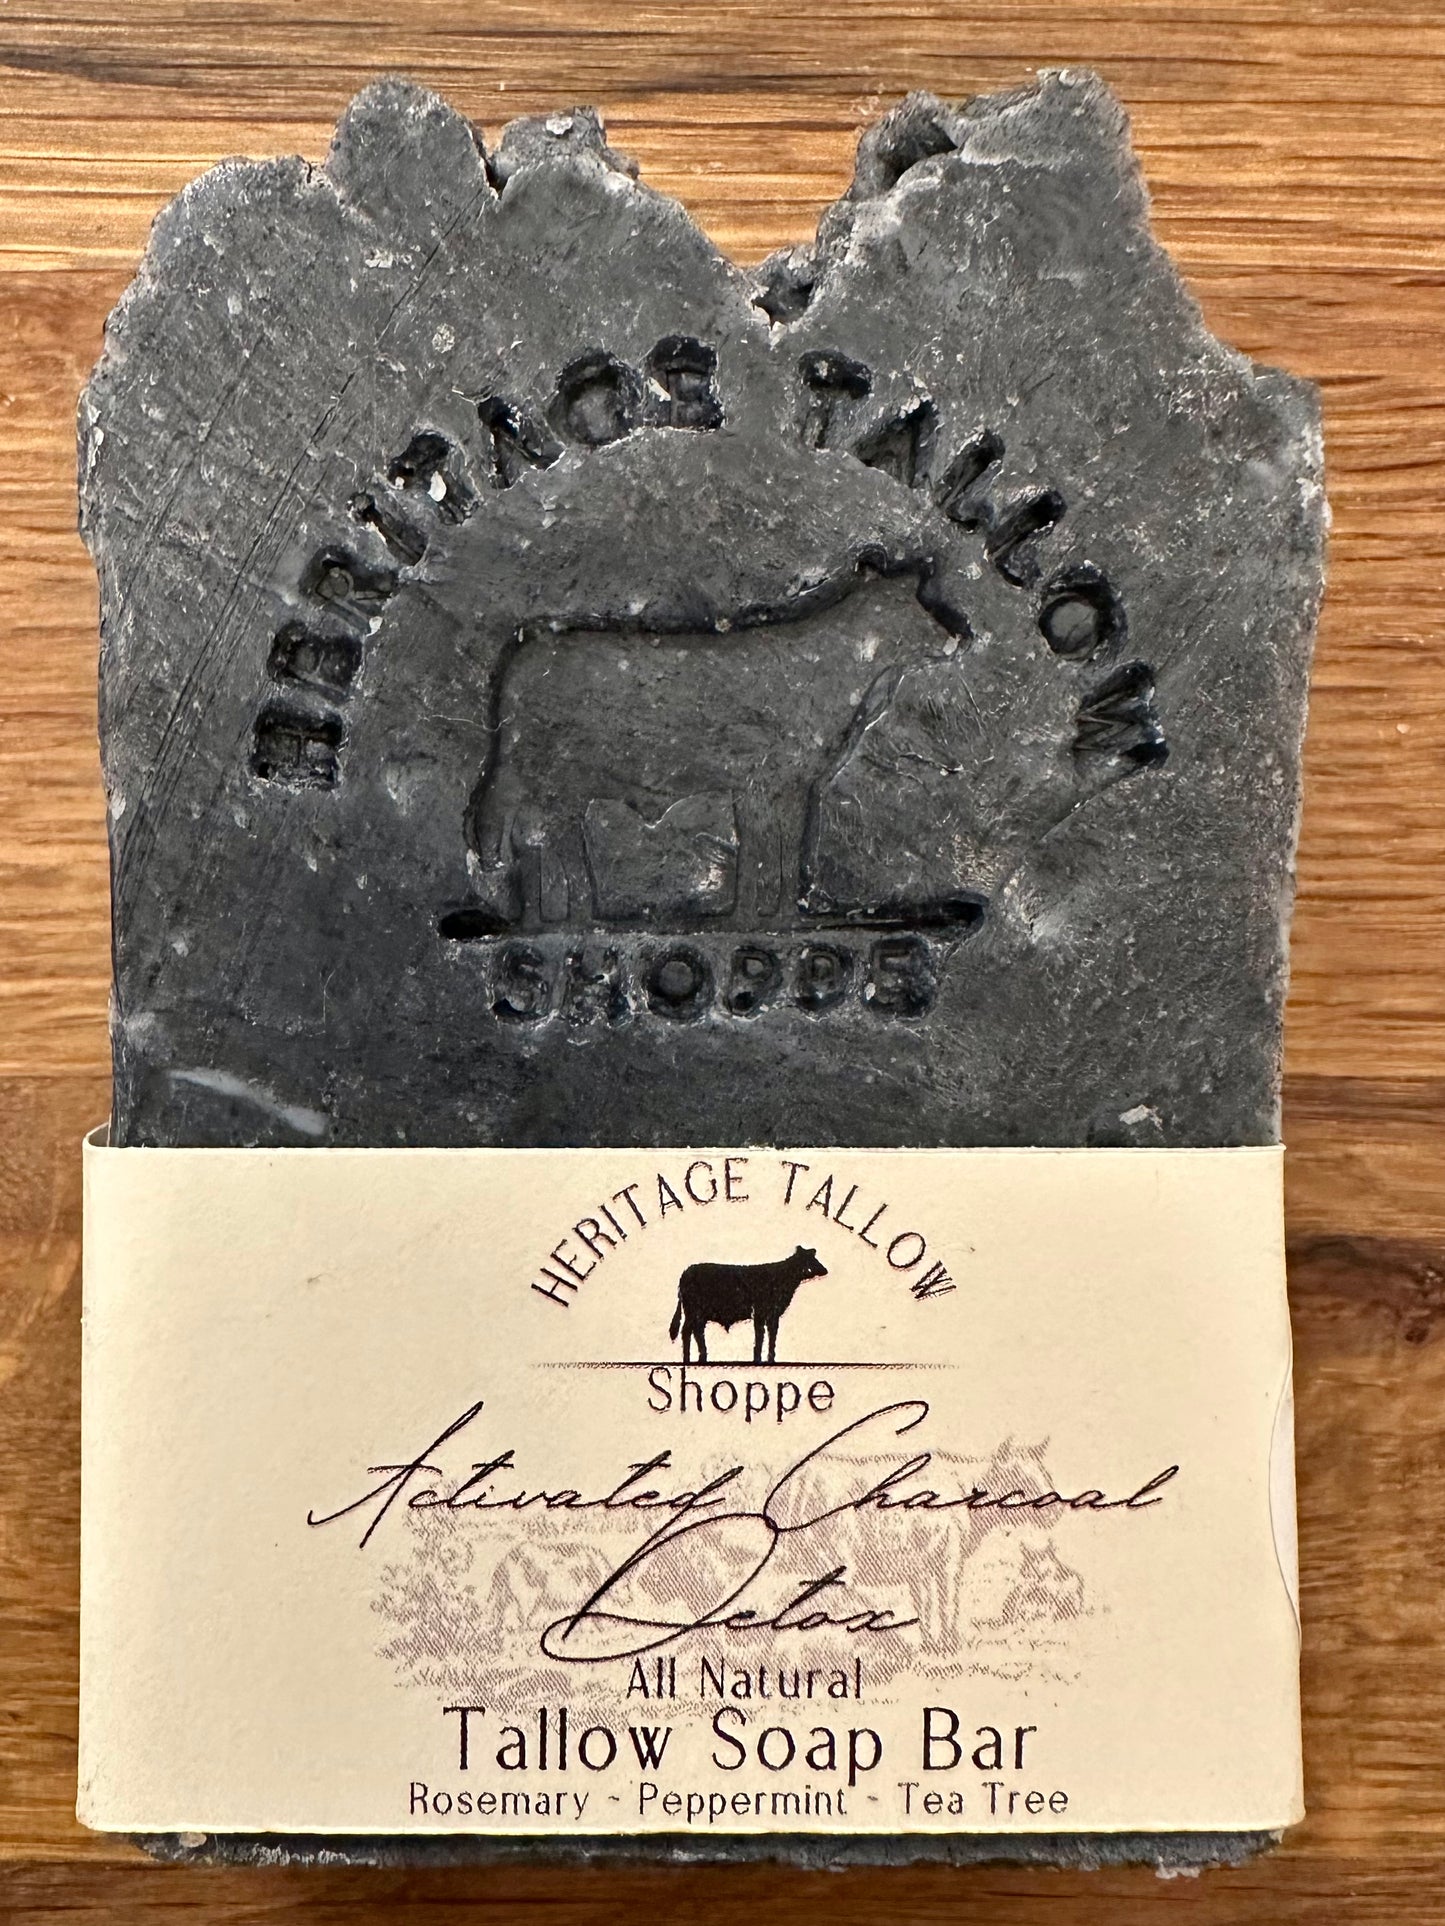 HERITAGE TALLOW
SHOPPE
HERITAGE TALLOW
Shoppe
Activated Charcoal
Detox
All Natural
Tallow Soap Bar
Rosemary - Peppermint - Tea Tree